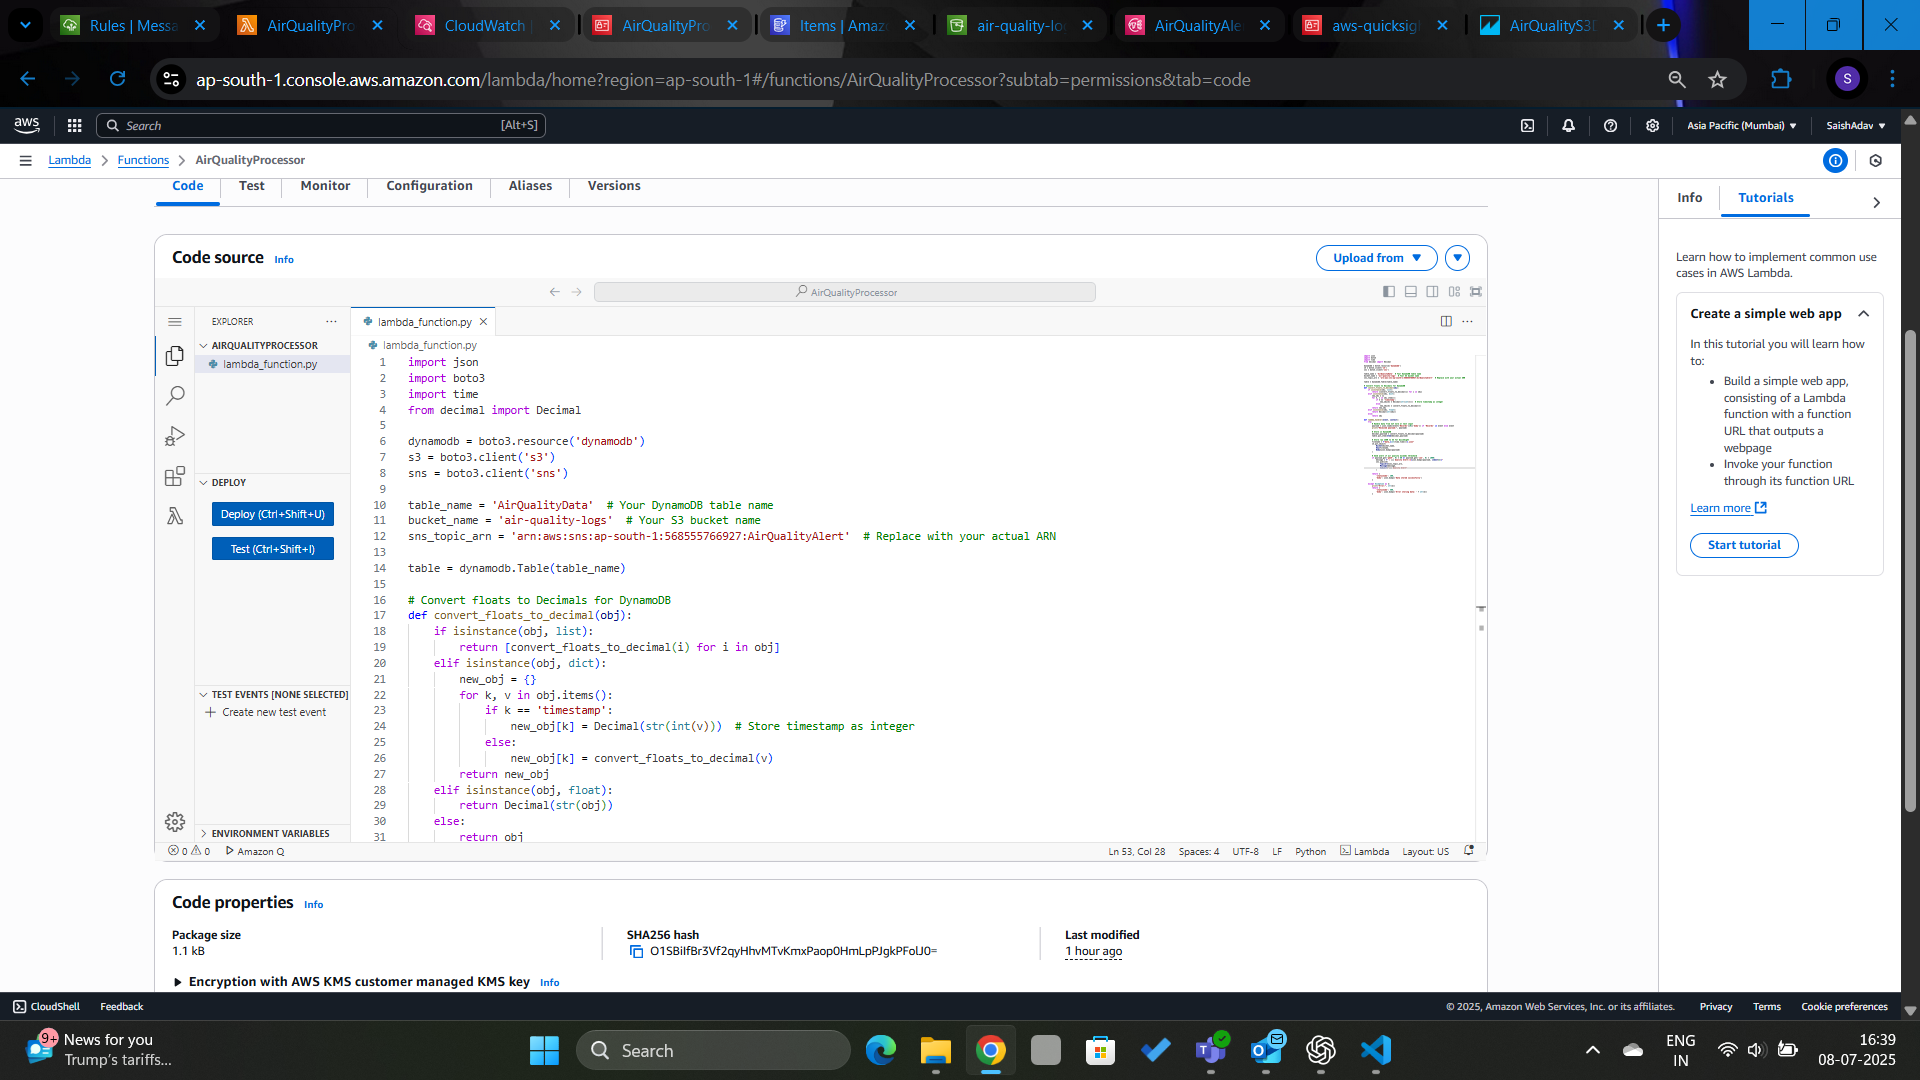 Rules | Messa
AirQualityPro
CloudWatch
AirQualityPro
Items | Amaz
air-quality-lo
AirQualityAle
aws-quicksigh
AirQualityS3
ap-south-1.console.aws.amazon.com/lambda/home?region=ap-south-1#/functions/AirQualityProcessor?subtab=permissions&tab=code
S
aws
Search
[Alt+S]
Asia Pacific (Mumbai)
SaishAdav
Lambda
Functions
AirQualityProcessor
Code
Test
Monitor
Configuration
Aliases
Versions
Info
Tutorials
Code source
Info
Upload from
AirQualityProcessor
EXPLORER
AIRQUALITYPROCESSOR
lambda_function.py
DEPLOY
Deploy (Ctrl+Shift+U)
Test (Ctrl+Shift+I)
TEST EVENTS [NONE SELECTED]
Create new test event
ENVIRONMENT VARIABLES
lambda_function.py
lambda_function.py
1 import json
2 import boto3
3 import time
4 from decimal import Decimal
5
6 dynamodb = boto3.resource('dynamodb')
7 s3 = boto3.client('s3')
8 sns = boto3.client('sns')
9
10 table_name = 'AirQualityData'  # Your DynamoDB table name
11 bucket_name = 'air-quality-logs'  # Your S3 bucket name
12 sns_topic_arn = 'arn:aws:sns:ap-south-1:568555766927:AirQualityAlert'  # Replace with your actual ARN
13
14 table = dynamodb.Table(table_name)
15
16 # Convert floats to Decimals for DynamoDB
17 def convert_floats_to_decimal(obj):
18     if isinstance(obj, list):
19         return [convert_floats_to_decimal(i) for i in obj]
20     elif isinstance(obj, dict):
21         new_obj = {}
22         for k, v in obj.items():
23             if k == 'timestamp':
24                 new_obj[k] = Decimal(str(int(v)))  # Store timestamp as integer
25             else:
26                 new_obj[k] = convert_floats_to_decimal(v)
27         return new_obj
28     elif isinstance(obj, float):
29         return Decimal(str(obj))
30     else:
31         return obj
0
0
Amazon Q
Ln 53, Col 28
Spaces: 4
UTF-8
LF
Python
Lambda
Layout: US
Learn how to implement common use
cases in AWS Lambda.
Create a simple web app
In this tutorial you will learn how
to:
• Build a simple web app,
consisting of a Lambda
function with a function
URL that outputs a
webpage
• Invoke your function
through its function URL
Learn more
Start tutorial
Code properties
Info
Package size
1.1 kB
SHA256 hash
O1SBiIfBr3Vf2qyHhvMTvKmxPaop0HmLpPJgkPFolJ0=
Last modified
1 hour ago
Encryption with AWS KMS customer managed KMS key
Info
CloudShell
Feedback
© 2025, Amazon Web Services, Inc. or its affiliates.
Privacy
Terms
Cookie preferences
9+
News for you
Trump's tariffs...
Search
ENG
IN
16:39
08-07-2025